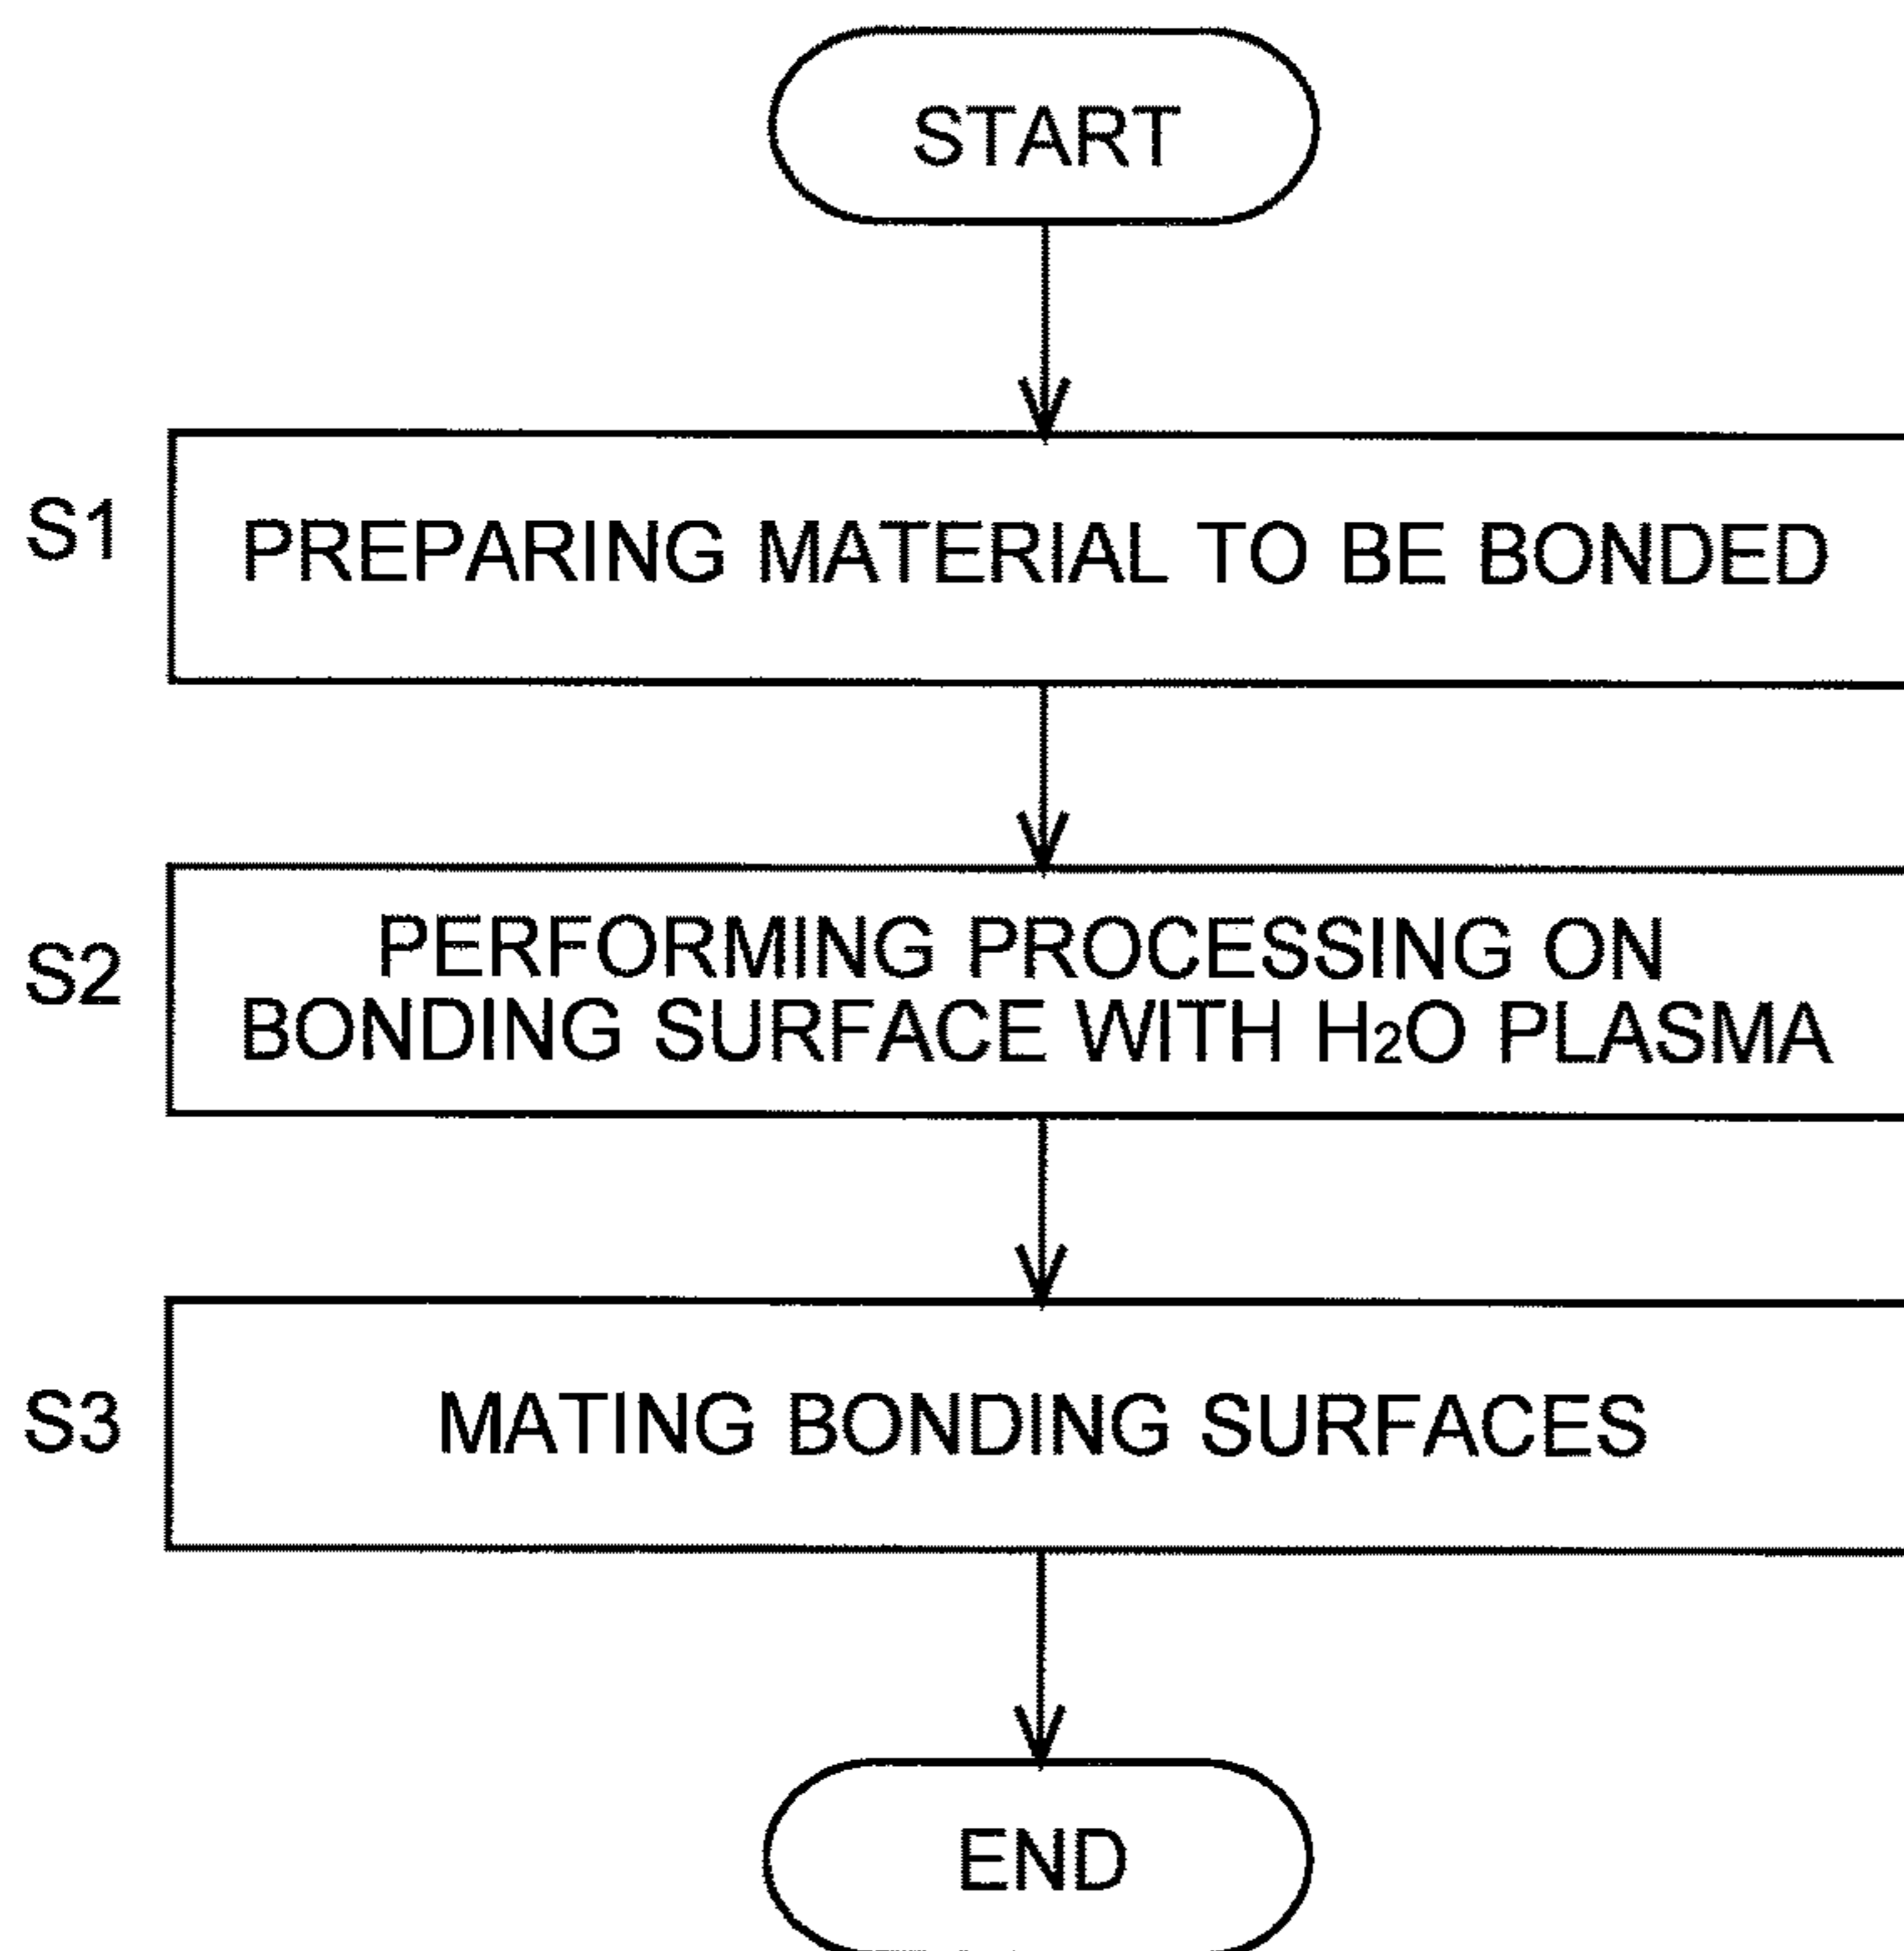 START
S1
PREPARING MATERIAL TO BE BONDED
S2
PERFORMING PROCESSING ON
BONDING SURFACE WITH H₂O PLASMA
S3
MATING BONDING SURFACES
END